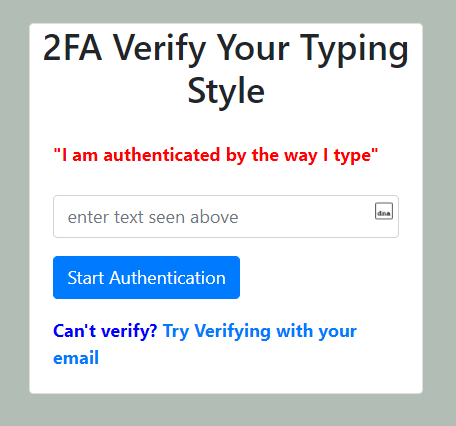 2FA Verify Your Typing
Style
"I am authenticated by the way I type"
enter text seen above
dna
Start Authentication
Can't verify? Try Verifying with your
email